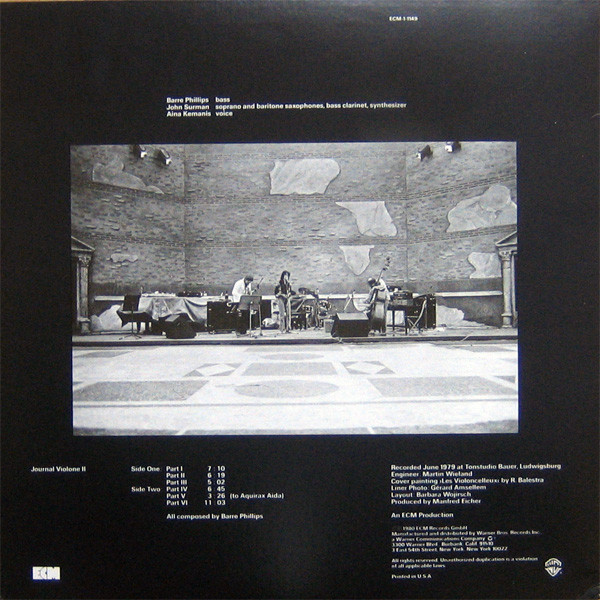 ECM-1-1149
Barre Phillips bass
John Surman soprano and baritone saxophones, bass clarinet, synthesizer
Aina Kemanis voice
Journal Violone II
Side One Part I 7:10
Part II 6 19
Part III 5 02
Side Two Part IV 6 45
Part V 3 26 (to Aquirax Aida)
Part VI 11 03
All composed by Barre Phillips
Recorded June 1979 at Tonstudio Bauer, Ludwigsburg
Engineer Martin Wieland
Cover painting »Les Violoncelleux« by R. Balestra
Liner Photo: Gérard Amsellem
Layout: Barbara Wojirsch
Produced by Manfred Eicher
An ECM Production
1980 ECM Records GmbH
Manufactured and distributed by Warner Bros. Records Inc.
a Warner Communications Company
3300 Warner Blvd. Burbank Calif. 91510
3 East 54th Street, New York, New York 10022
All rights reserved. Unauthorized duplication is a violation
of all applicable laws.
Printed in U.S.A
ECM